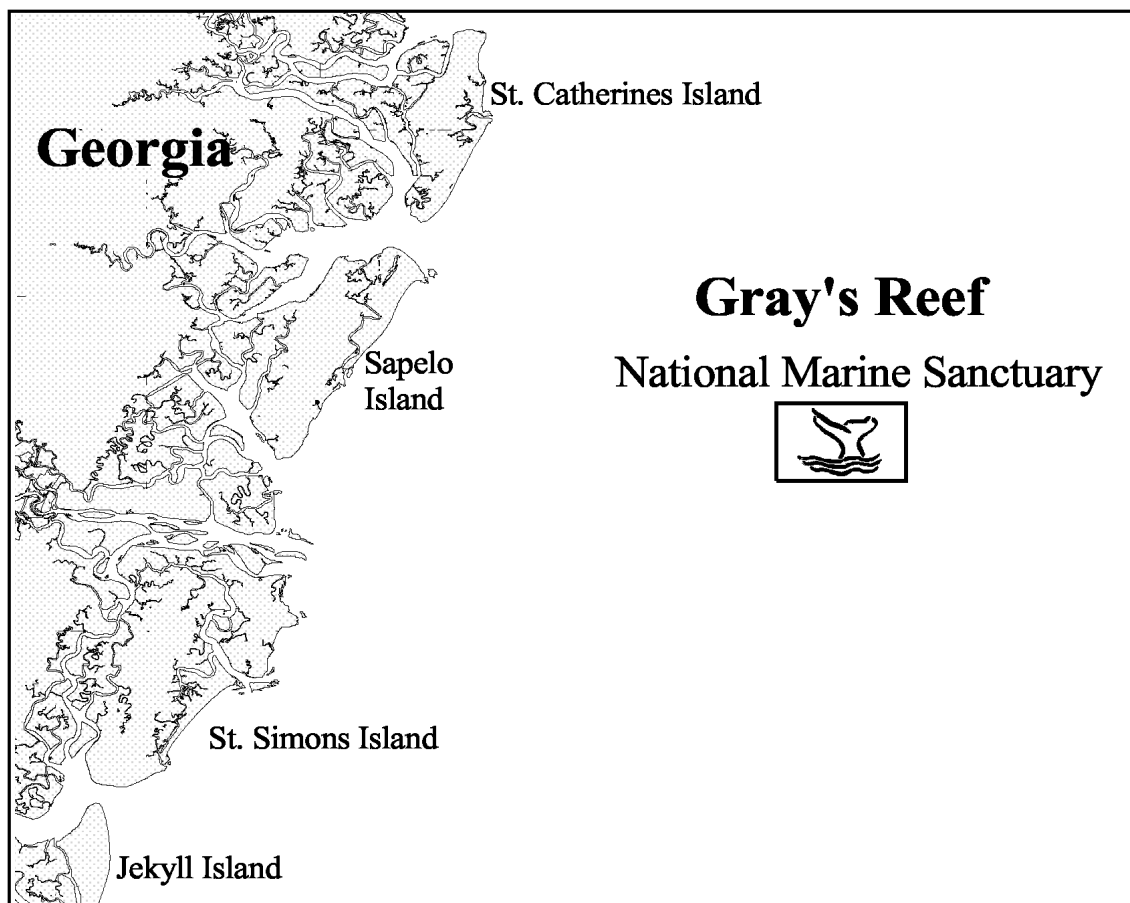 St. Catherines Island
Georgia
Gray's Reef
National Marine Sanctuary
Sapelo
Island
St. Simons Island
Jekyll Island